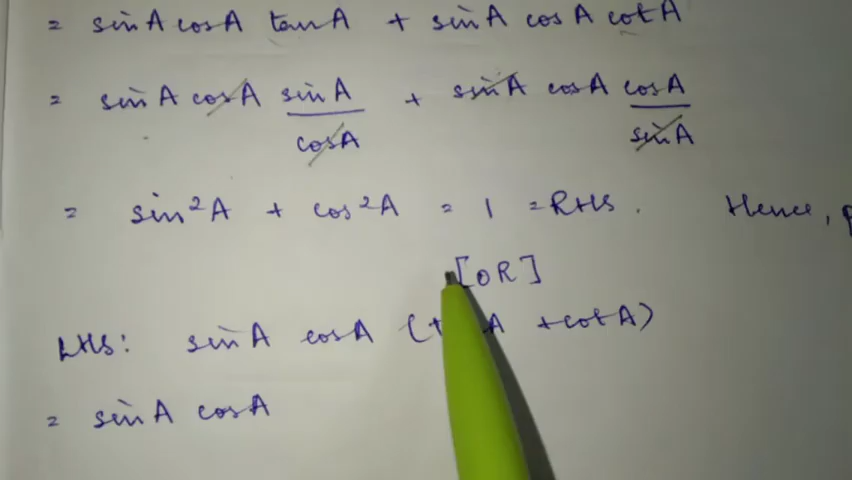 = sinA cosA tanA + sinA cosA cotA
= sinA cosA sinA/cosA + sinA cosA cosA/sinA
= sin²A + cos²A = 1 = RHS. Hence,
[OR]
LHS: sinA cosA ( A + cotA)
= sinA cosA